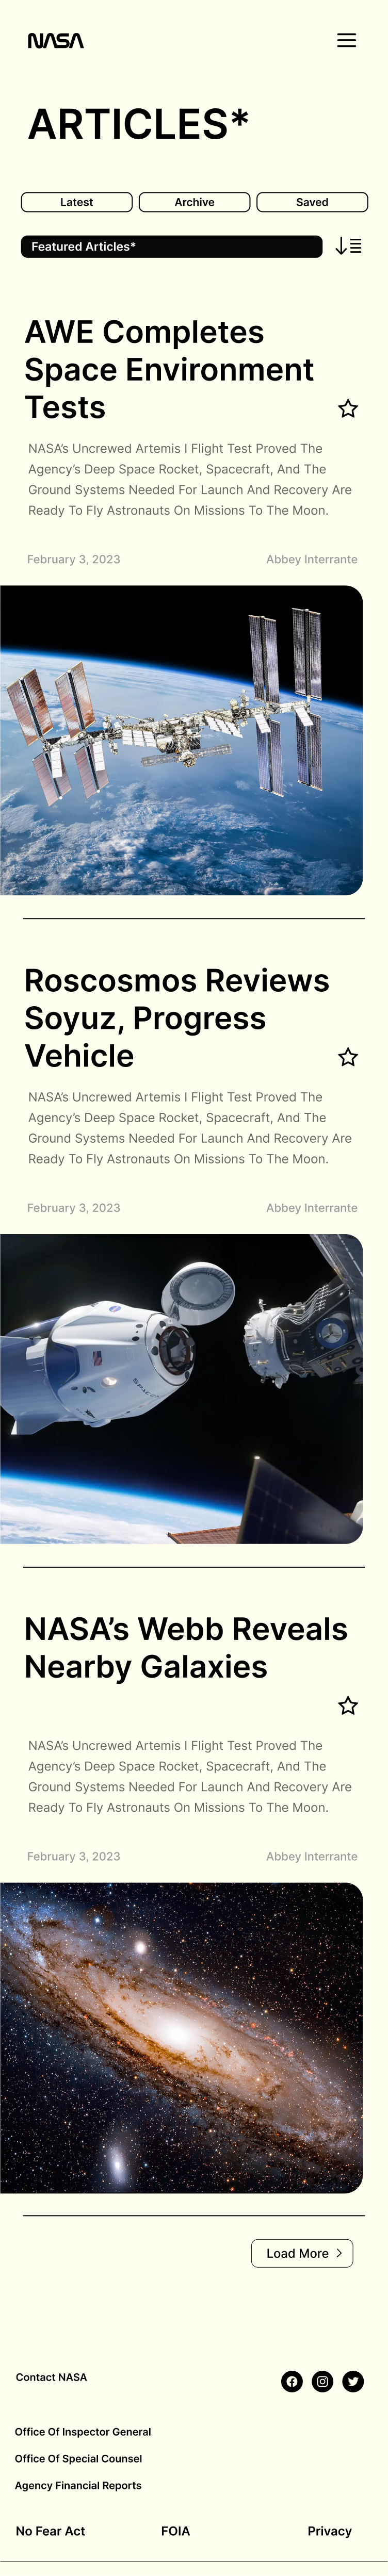 NASA
ARTICLES*
Latest
Archive
Saved
Featured Articles*
AWE Completes
Space Environment
Tests
NASA’s Uncrewed Artemis I Flight Test Proved The
Agency’s Deep Space Rocket, Spacecraft, And The
Ground Systems Needed For Launch And Recovery Are
Ready To Fly Astronauts On Missions To The Moon.
February 3, 2023
Abbey Interrante
Roscosmos Reviews
Soyuz, Progress
Vehicle
NASA’s Uncrewed Artemis I Flight Test Proved The
Agency’s Deep Space Rocket, Spacecraft, And The
Ground Systems Needed For Launch And Recovery Are
Ready To Fly Astronauts On Missions To The Moon.
February 3, 2023
Abbey Interrante
NASA’s Webb Reveals
Nearby Galaxies
NASA’s Uncrewed Artemis I Flight Test Proved The
Agency’s Deep Space Rocket, Spacecraft, And The
Ground Systems Needed For Launch And Recovery Are
Ready To Fly Astronauts On Missions To The Moon.
February 3, 2023
Abbey Interrante
Load More
Contact NASA
Office Of Inspector General
Office Of Special Counsel
Agency Financial Reports
No Fear Act
FOIA
Privacy